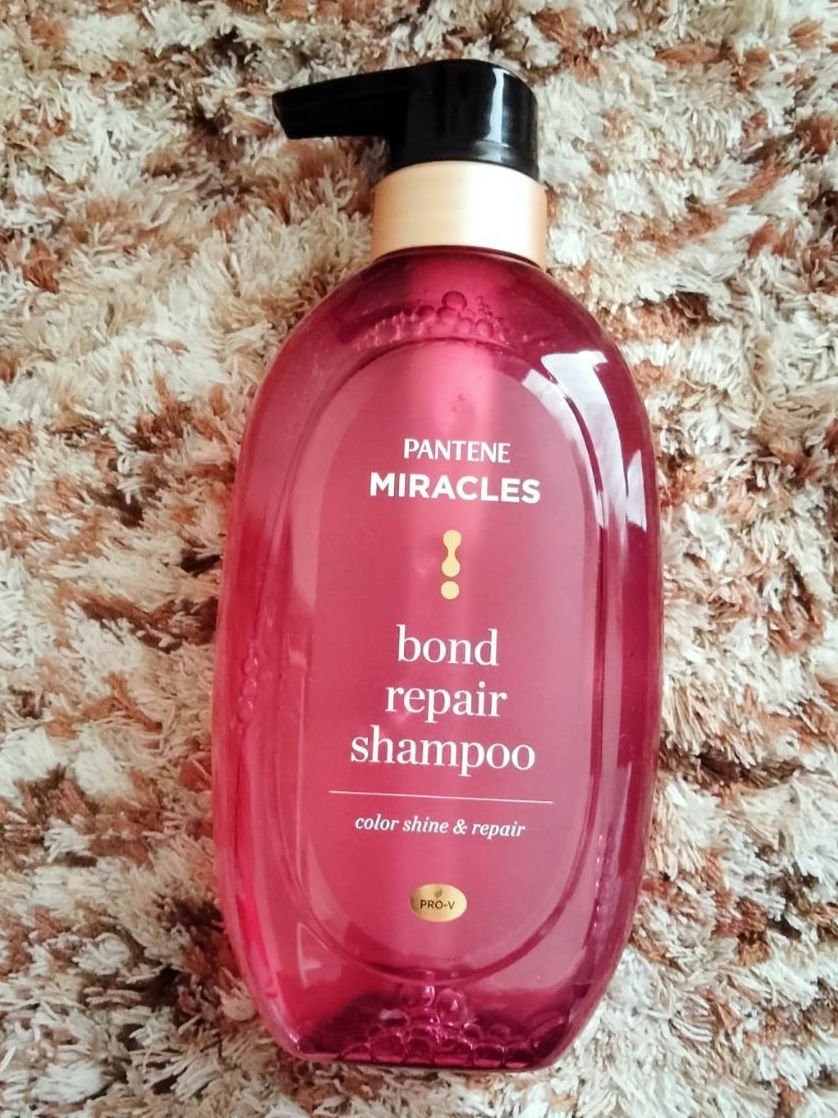 PANTENE
MIRACLES
bond
repair
shampoo
color shine & repair
PRO-V